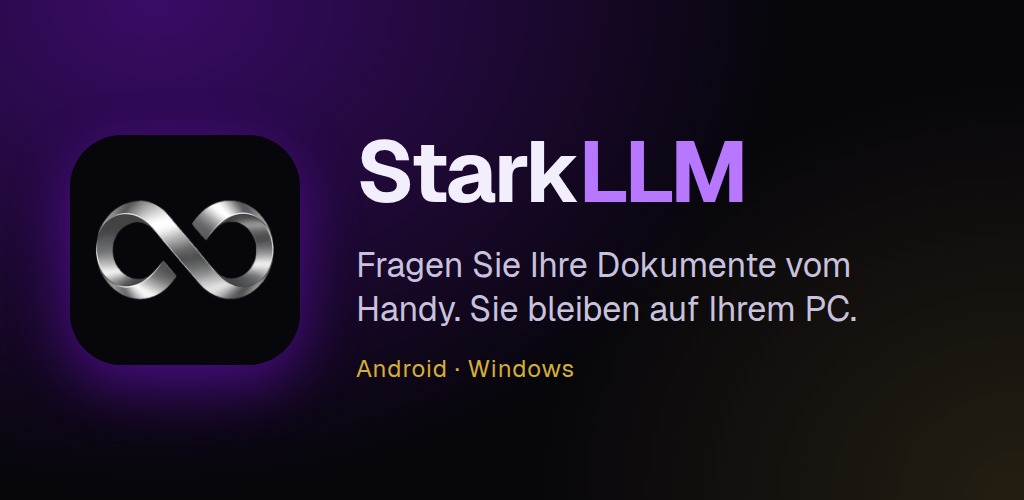 StarkLLM
Fragen Sie Ihre Dokumente vom
Handy. Sie bleiben auf Ihrem PC.
Android · Windows